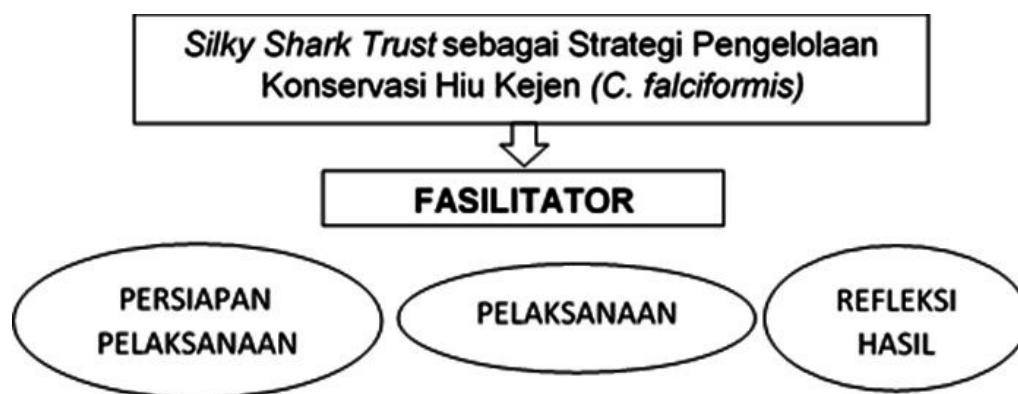 Silky Shark Trust sebagai Strategi Pengelolaan
Konservasi Hiu Kejen (C. falciformis)
FASILITATOR
PERSIAPAN
PELAKSANAAN
PELAKSANAAN
REFLEKSI
HASIL